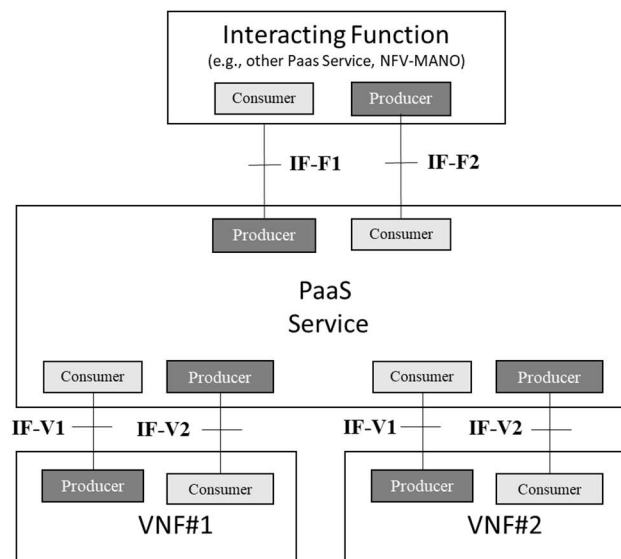 Interacting Function
(e.g., other Paas Service, NFV-MANO)
Consumer Producer
IF-F1 IF-F2
Producer Consumer
PaaS
Service
Consumer Producer Consumer Producer
IF-V1 IF-V2 IF-V1 IF-V2
Producer Consumer Producer Consumer
VNF#1 VNF#2